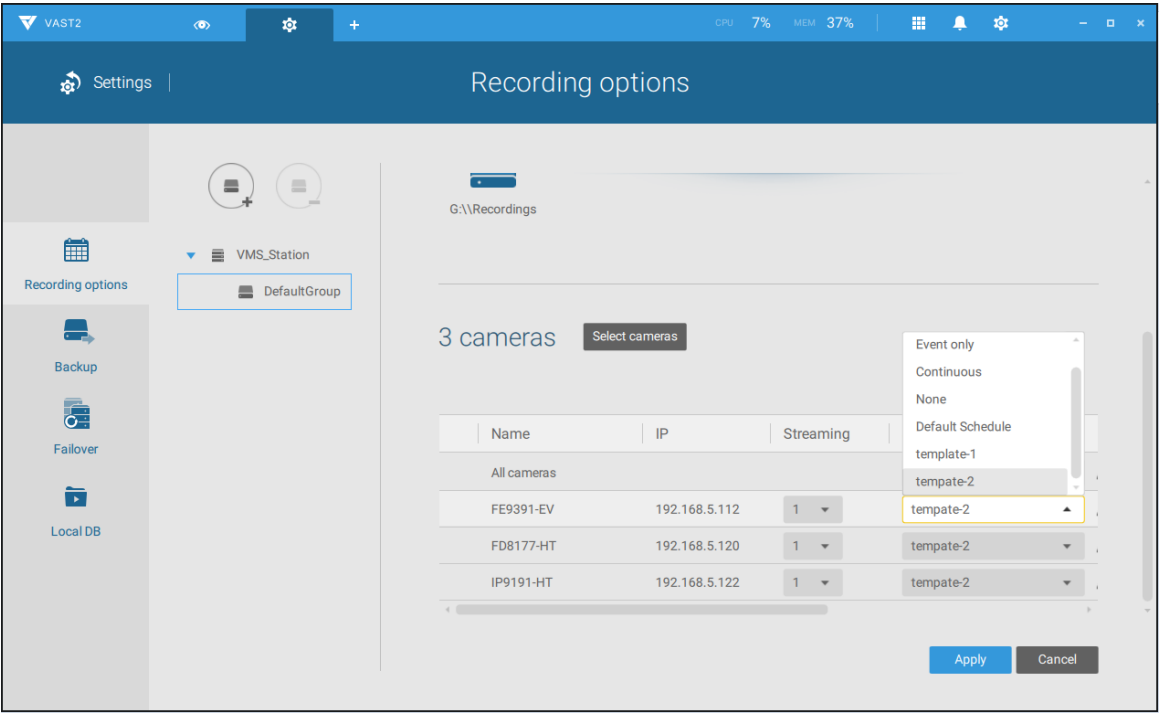 VAST2 CPU 7% MEM 37%
Settings Recording options
G:\\Recordings
Recording options
Backup
Failover
Local DB
VMS_Station
DefaultGroup
3 cameras Select cameras
Event only
Continuous
None
Default Schedule
template-1
tempate-2
Name IP Streaming
All cameras
FE9391-EV 192.168.5.112 1 tempate-2
FD8177-HT 192.168.5.120 1 tempate-2
IP9191-HT 192.168.5.122 1 tempate-2
Apply Cancel